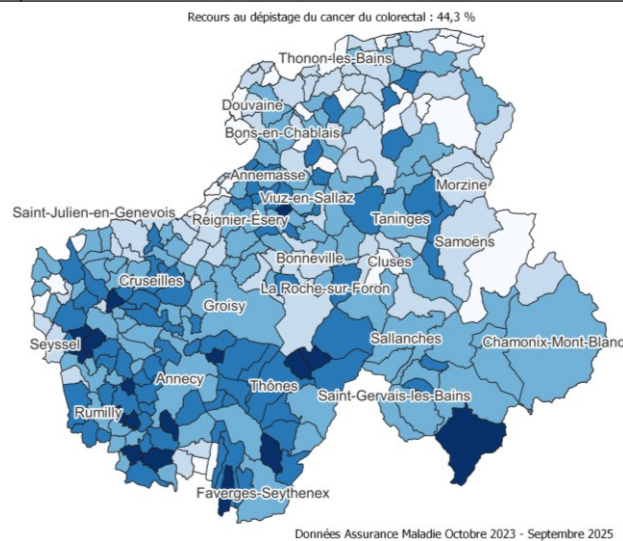 Recours au dépistage du cancer du colorectal : 44,3 %
Thonon-les-Bains
Douvaine
Bons-en-Chablais
Annemasse
Morzine
Viuz-en-Sallaz
Saint-Julien-en-Genevois
Reignier-Ésery
Taninges
Samoëns
Bonneville
Cluses
Cruseilles
La Roche-sur-Foron
Groisy
Seyssel
Sallanches
Chamonix-Mont-Blanc
Annecy
Thônes
Saint-Gervais-les-Bains
Rumilly
Faverges-Seythenex
Données Assurance Maladie Octobre 2023 - Septembre 2025